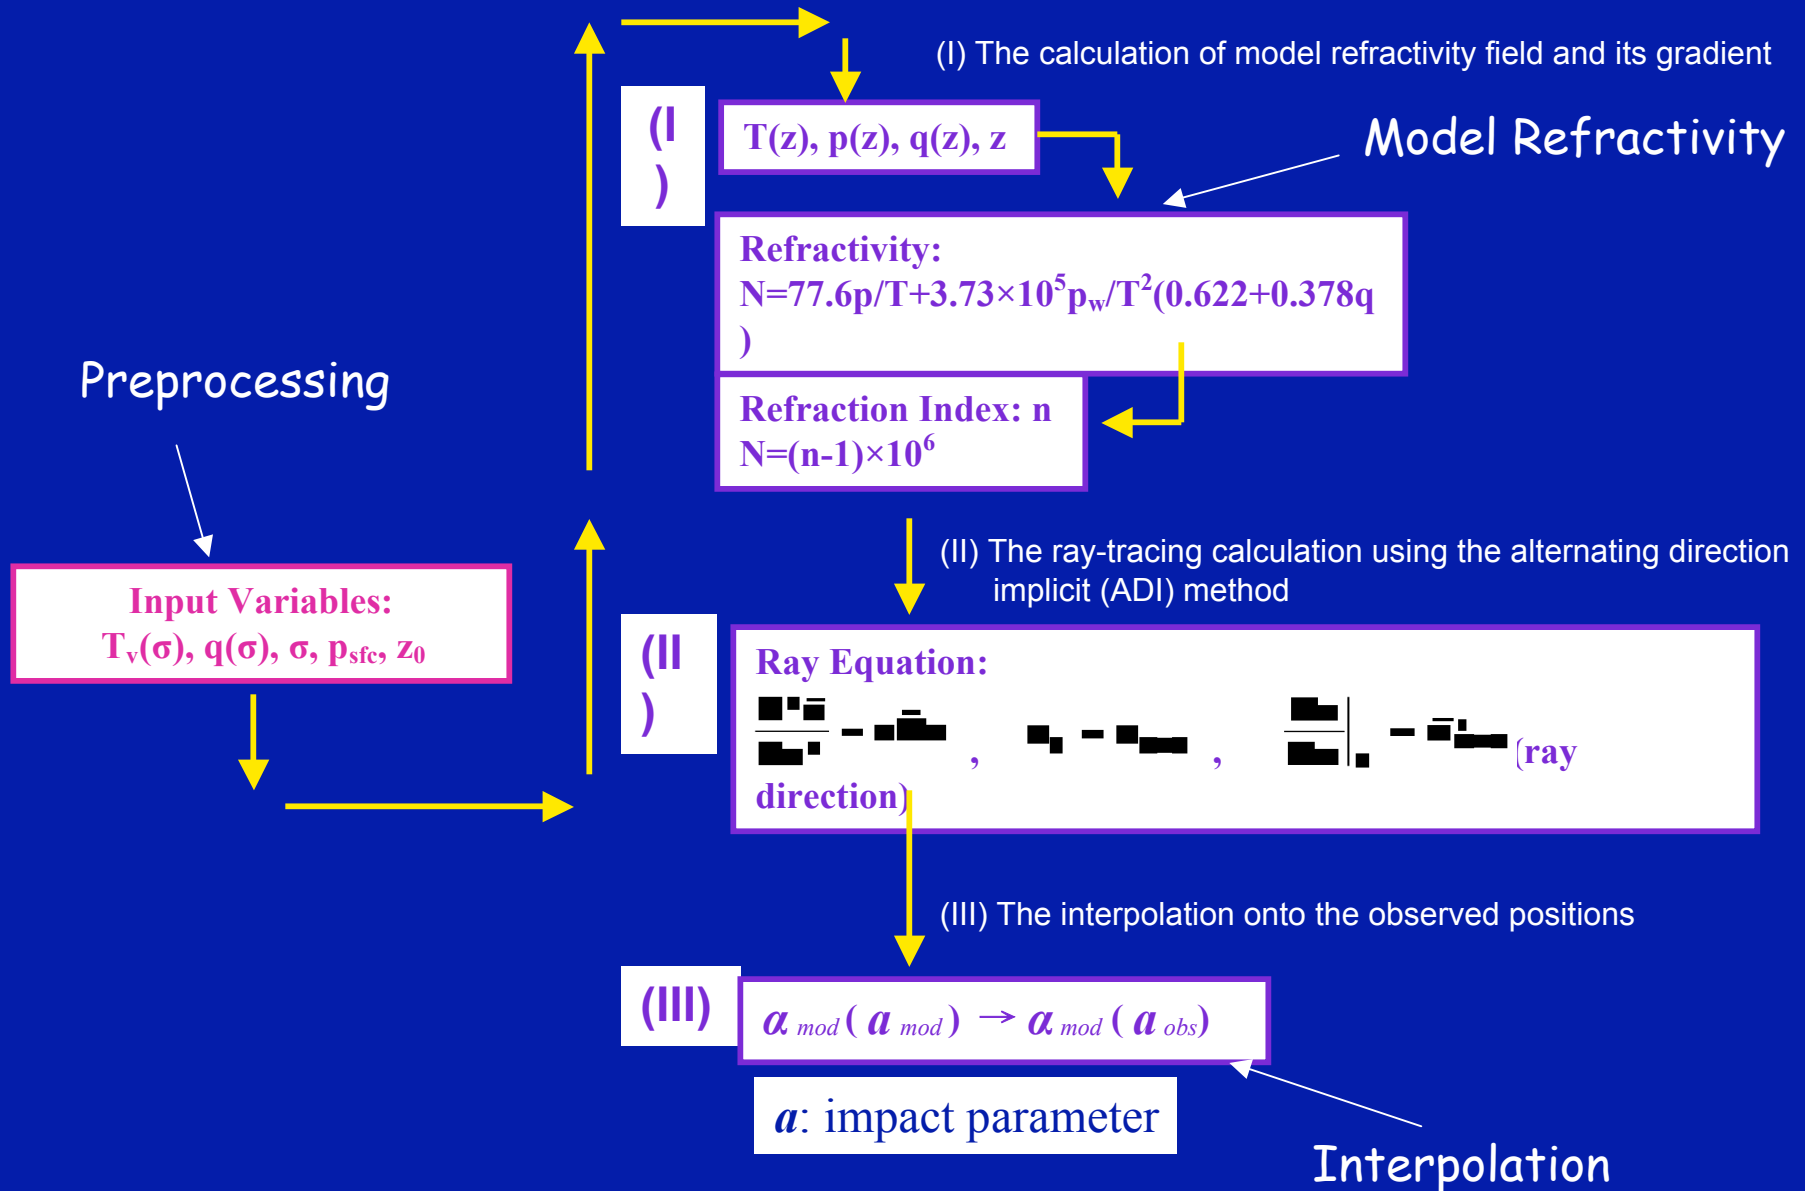 (I) The calculation of model refractivity field and its gradient
(I
)
T(z), p(z), q(z), z
Model Refractivity
Refractivity:
N=77.6p/T+3.73×10⁵p_w/T²(0.622+0.378q
)
Refraction Index: n
N=(n-1)×10⁶
Preprocessing
Input Variables:
T_v(σ), q(σ), σ, p_sfc, z₀
(II) The ray-tracing calculation using the alternating direction
implicit (ADI) method
(II
)
Ray Equation:
, , (ray
direction)
(III) The interpolation onto the observed positions
(III)
α mod ( a mod ) → α mod ( a obs)
a: impact parameter
Interpolation